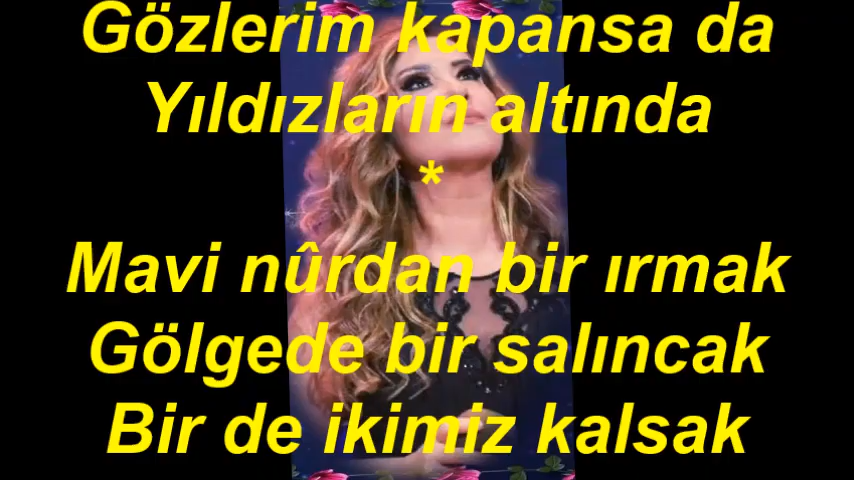 Gözlerim kapansa da
Yıldızların altında
*
Mavi nûrdan bir ırmak
Gölgede bir salıncak
Bir de ikimiz kalsak